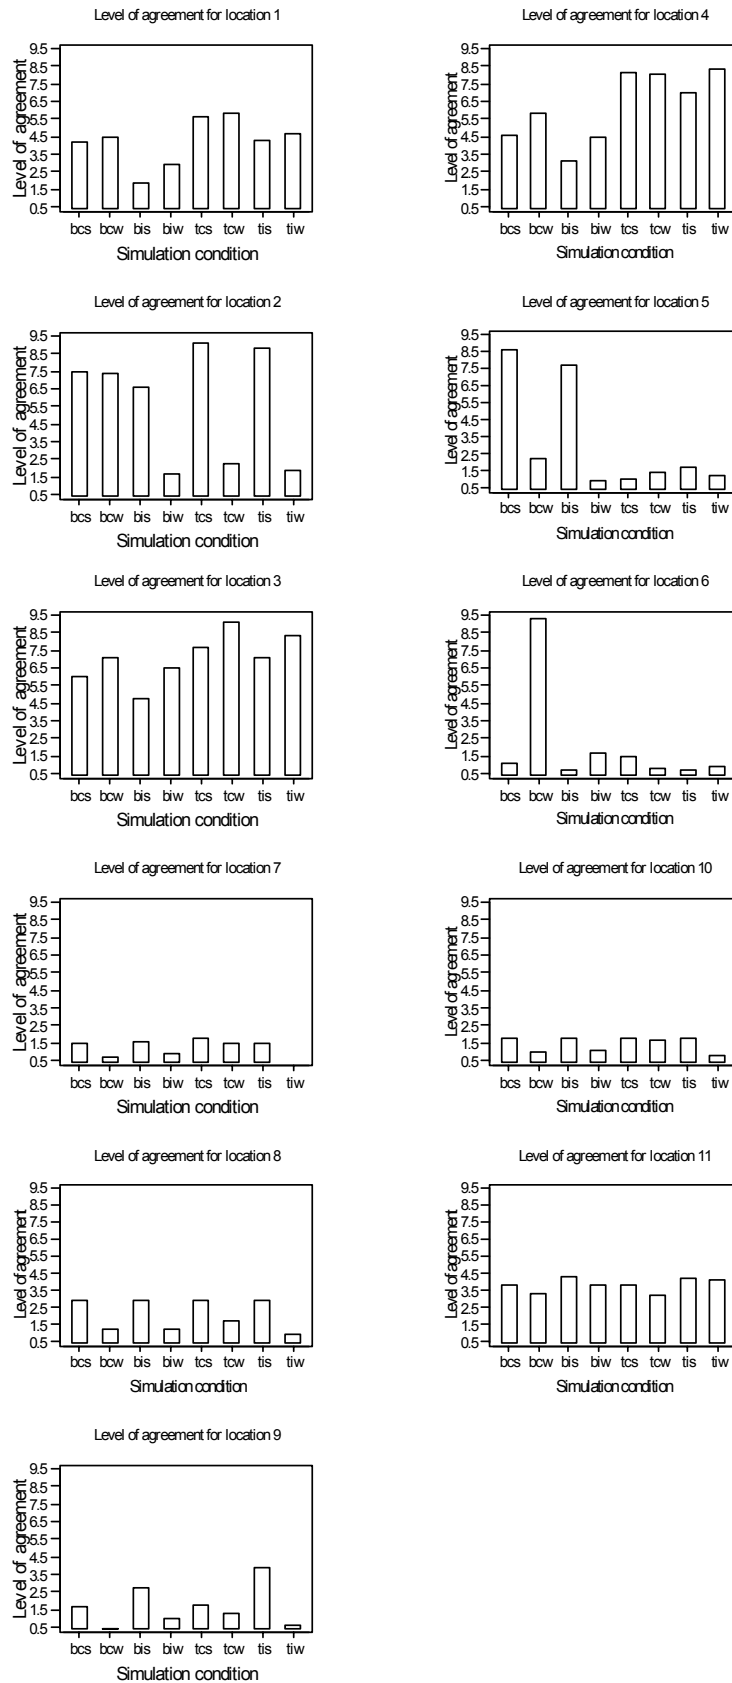 Level of agreement for location 1
Level of agreement
9.5
8.5
7.5
6.5
5.5
4.5
3.5
2.5
1.5
0.5
bcs bcw bis biw tcs tcw tis tiw
Simulation condition
Level of agreement for location 4
Level of agreement
9.5
8.5
7.5
6.5
5.5
4.5
3.5
2.5
1.5
0.5
bcs bcw bis biw tcs tcw tis tiw
Simulation condition
Level of agreement for location 2
Level of agreement
9.5
8.5
7.5
6.5
5.5
4.5
3.5
2.5
1.5
0.5
bcs bcw bis biw tcs tcw tis tiw
Simulation condition
Level of agreement for location 5
Level of agreement
9.5
8.5
7.5
6.5
5.5
4.5
3.5
2.5
1.5
0.5
bcs bcw bis biw tcs tcw tis tiw
Simulation condition
Level of agreement for location 3
Level of agreement
9.5
8.5
7.5
6.5
5.5
4.5
3.5
2.5
1.5
0.5
bcs bcw bis biw tcs tcw tis tiw
Simulation condition
Level of agreement for location 6
Level of agreement
9.5
8.5
7.5
6.5
5.5
4.5
3.5
2.5
1.5
0.5
bcs bcw bis biw tcs tcw tis tiw
Simulation condition
Level of agreement for location 7
Level of agreement
9.5
8.5
7.5
6.5
5.5
4.5
3.5
2.5
1.5
0.5
bcs bcw bis biw tcs tcw tis tiw
Simulation condition
Level of agreement for location 10
Level of agreement
9.5
8.5
7.5
6.5
5.5
4.5
3.5
2.5
1.5
0.5
bcs bcw bis biw tcs tcw tis tiw
Simulation condition
Level of agreement for location 8
Level of agreement
9.5
8.5
7.5
6.5
5.5
4.5
3.5
2.5
1.5
0.5
bcs bcw bis biw tcs tcw tis tiw
Simulation condition
Level of agreement for location 11
Level of agreement
9.5
8.5
7.5
6.5
5.5
4.5
3.5
2.5
1.5
0.5
bcs bcw bis biw tcs tcw tis tiw
Simulation condition
Level of agreement for location 9
Level of agreement
9.5
8.5
7.5
6.5
5.5
4.5
3.5
2.5
1.5
0.5
bcs bcw bis biw tcs tcw tis tiw
Simulation condition